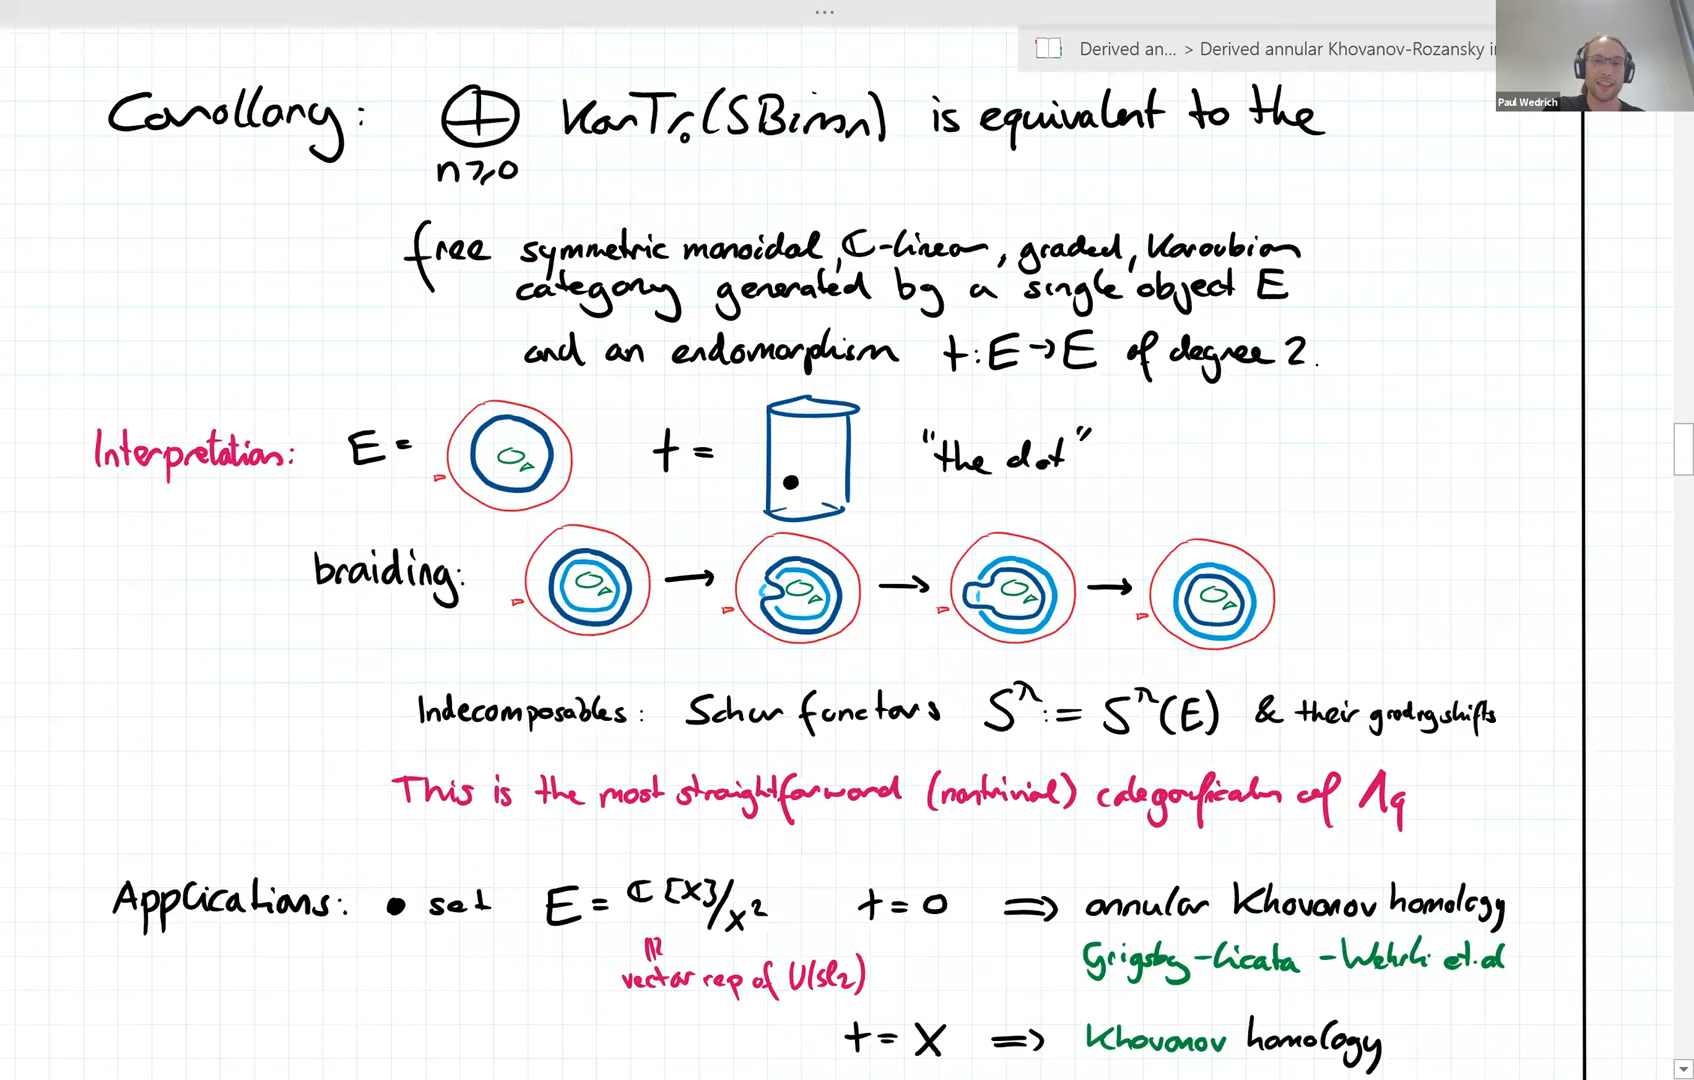 Derived an... > Derived annular Khovanov-Rozansky in
Paul Wedrich
Corollary: ⊕ KarTr₀(SBimₙ) is equivalent to the
n≥0
free symmetric monoidal, ℂ-linear, graded, Karoubian
category generated by a single object E
and an endomorphism t: E → E of degree 2.
Interpretation: E = t = "the dot"
braiding: → → →
Indecomposables: Schur functors S^λ := S^λ(E) & their grading shifts
This is the most straightforward (nontrivial) categorification of Λq
Applications: • set E = ℂ[X]/X² t = 0 ⟹ annular Khovanov homology
≅ Grigsby-Licata-Wehrli et.al
vector rep of U(sl₂)
t = X ⟹ Khovanov homology